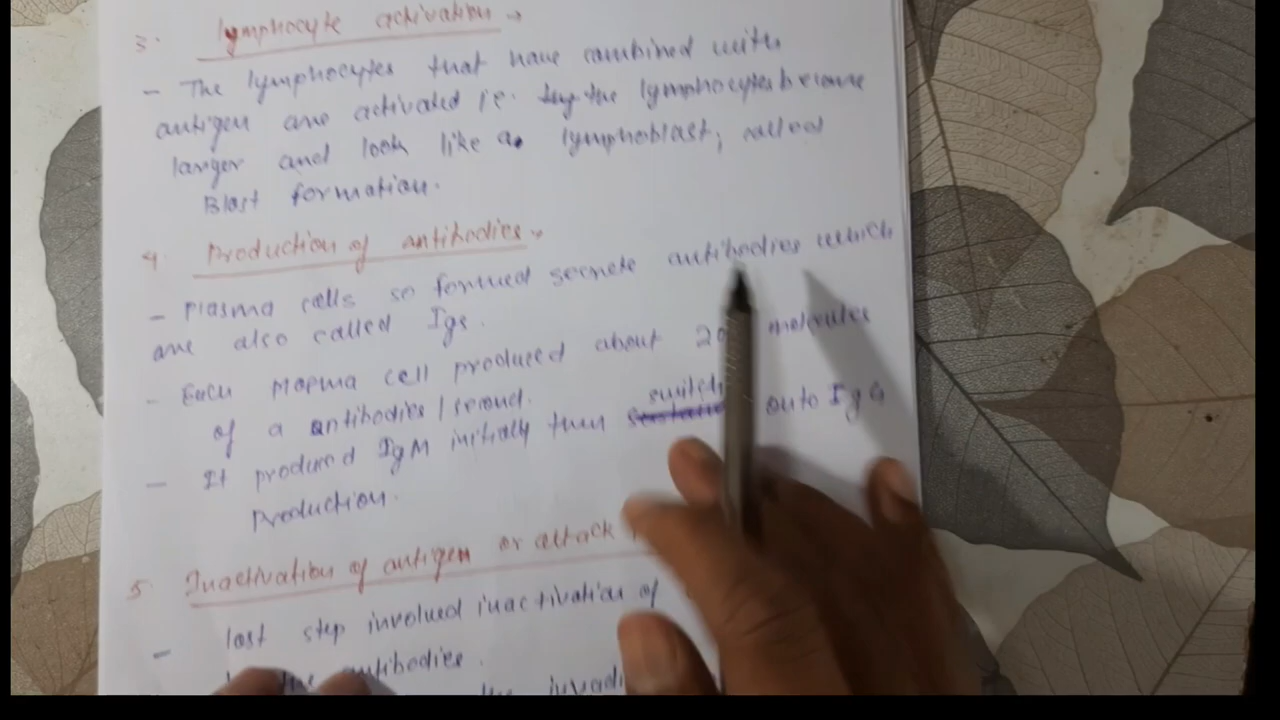 3. Lymphocyte activation →
- The lymphocytes that have combined with
antigen are activated i.e. the lymphocytes become
larger and look like a lymphoblast; called
Blast formation.
4. Production of antibodies →
- Plasma cells so formed secrete antibodies which
are also called Igs.
- Each plasma cell produced about 20 molecules
of a antibodies / second.
- It produced IgM initially then switch onto IgG
production.
5. Inactivation of antigen or attack
- last step involved inactivation of
antibodies.